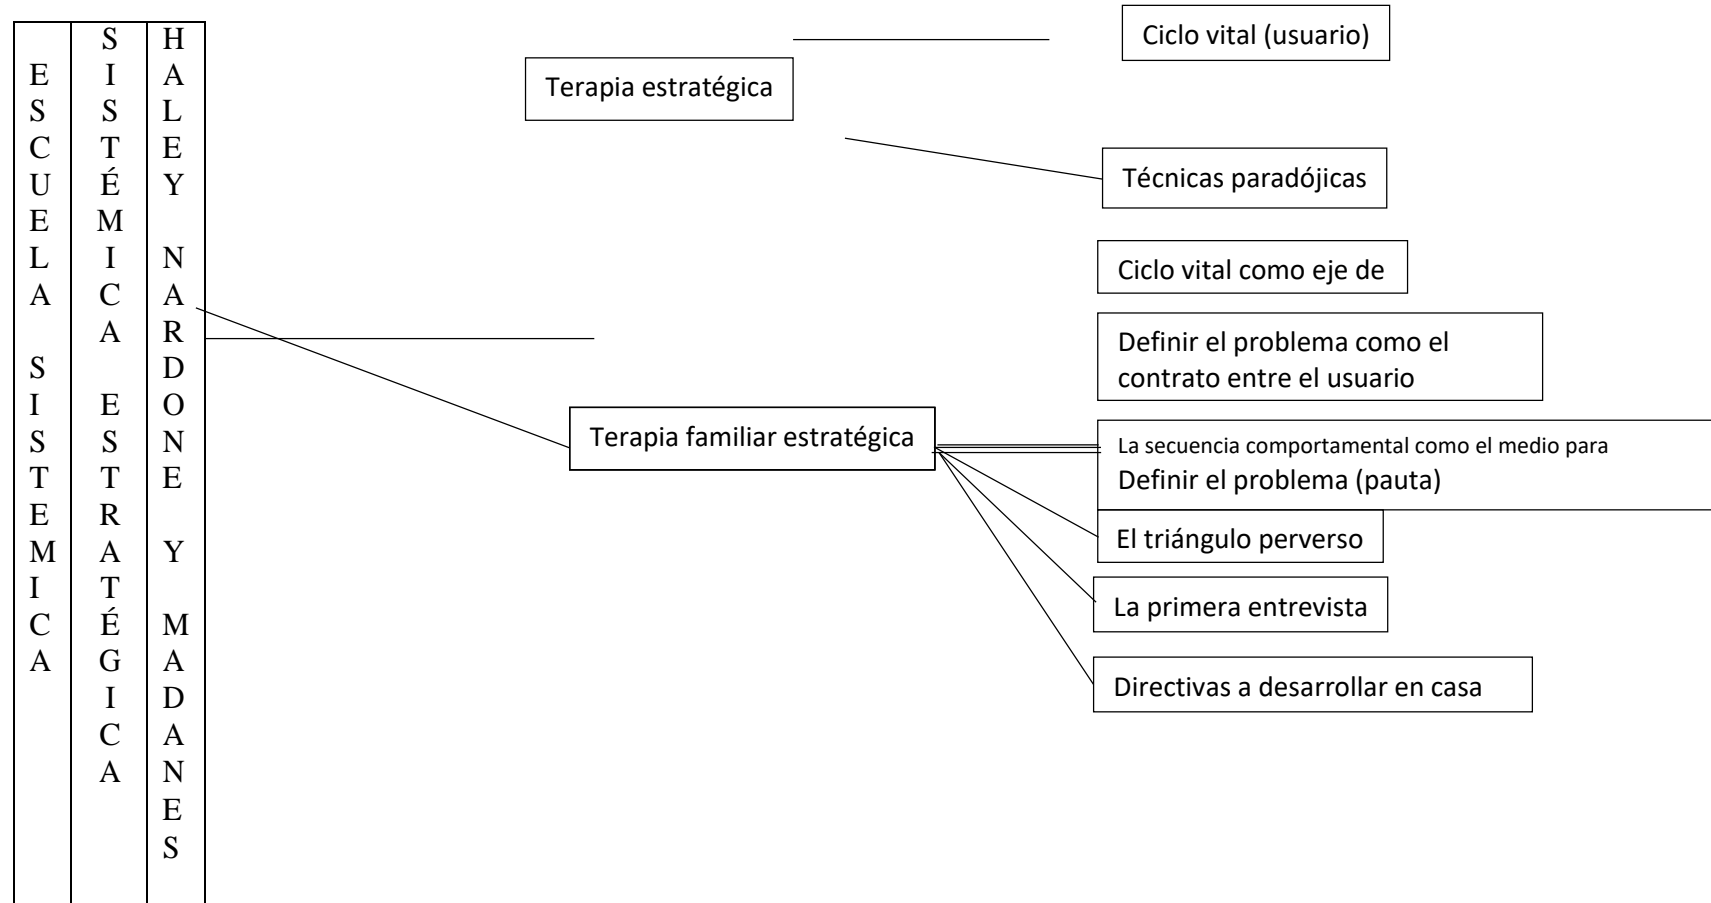 ESCUELA SISTEMICA
SISTÉMICA ESTRATÉGICA
HALEY NARDONE Y MADANES
Terapia estratégica
Ciclo vital (usuario)
Técnicas paradójicas
Terapia familiar estratégica
Ciclo vital como eje de
Definir el problema como el
contrato entre el usuario
La secuencia comportamental como el medio para
Definir el problema (pauta)
El triángulo perverso
La primera entrevista
Directivas a desarrollar en casa